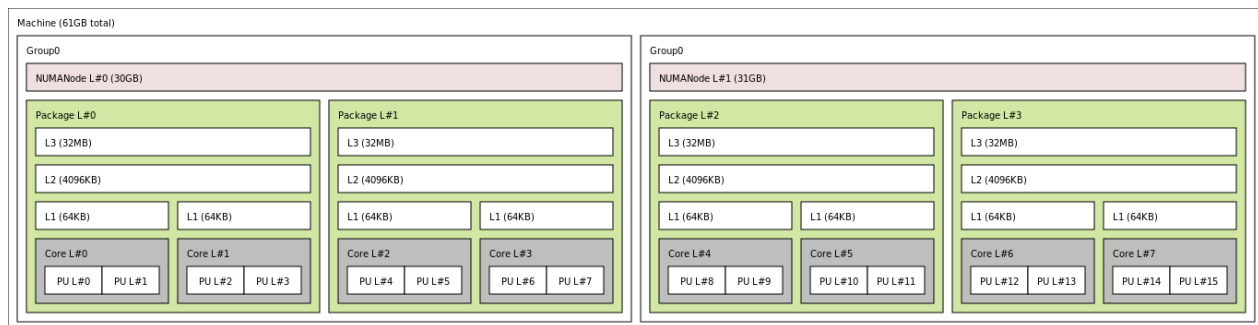 Machine (61GB total)
Group0
NUMANode L#0 (30GB)
Package L#0
L3 (32MB)
L2 (4096KB)
L1 (64KB) L1 (64KB)
Core L#0 Core L#1
PU L#0 PU L#1 PU L#2 PU L#3
Package L#1
L3 (32MB)
L2 (4096KB)
L1 (64KB) L1 (64KB)
Core L#2 Core L#3
PU L#4 PU L#5 PU L#6 PU L#7
Group0
NUMANode L#1 (31GB)
Package L#2
L3 (32MB)
L2 (4096KB)
L1 (64KB) L1 (64KB)
Core L#4 Core L#5
PU L#8 PU L#9 PU L#10 PU L#11
Package L#3
L3 (32MB)
L2 (4096KB)
L1 (64KB) L1 (64KB)
Core L#6 Core L#7
PU L#12 PU L#13 PU L#14 PU L#15